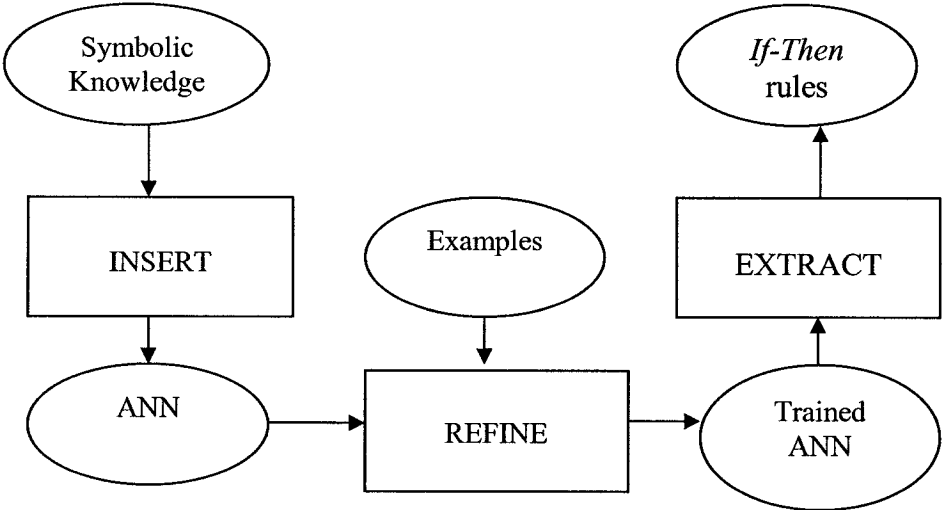 Symbolic
Knowledge
INSERT
ANN
Examples
REFINE
Trained
ANN
EXTRACT
If-Then
rules